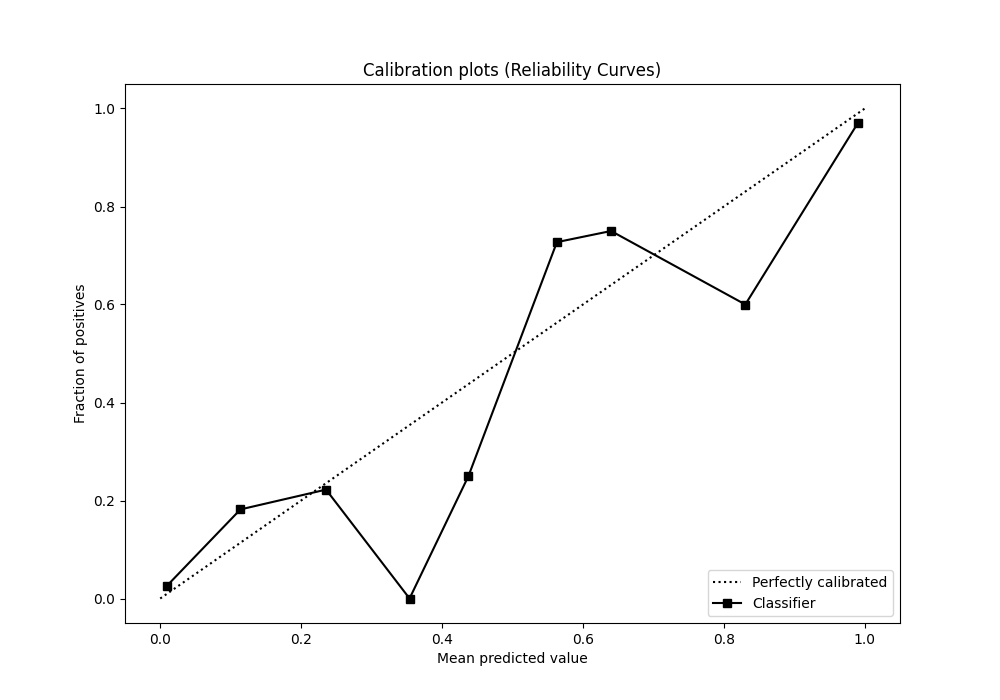 Calibration plots (Reliability Curves)
1.0
0.8
0.6
0.4
0.2
0.0
Fraction of positives
0.0 0.2 0.4 0.6 0.8 1.0
Mean predicted value
Perfectly calibrated
Classifier